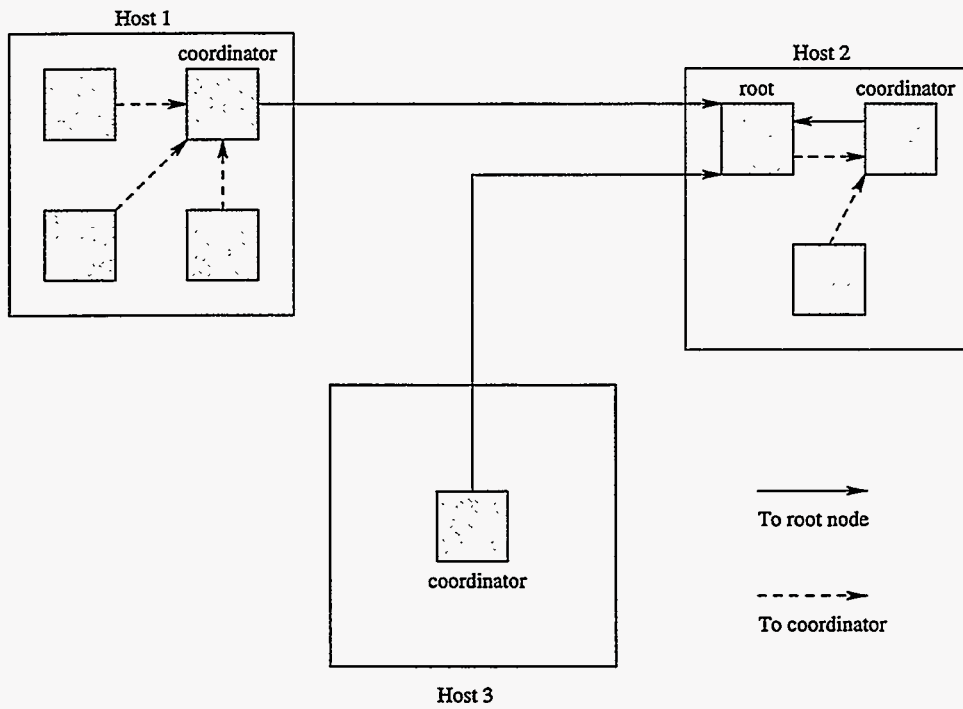 Host 1
coordinator
Host 2
root
coordinator
coordinator
Host 3
To root node
To coordinator